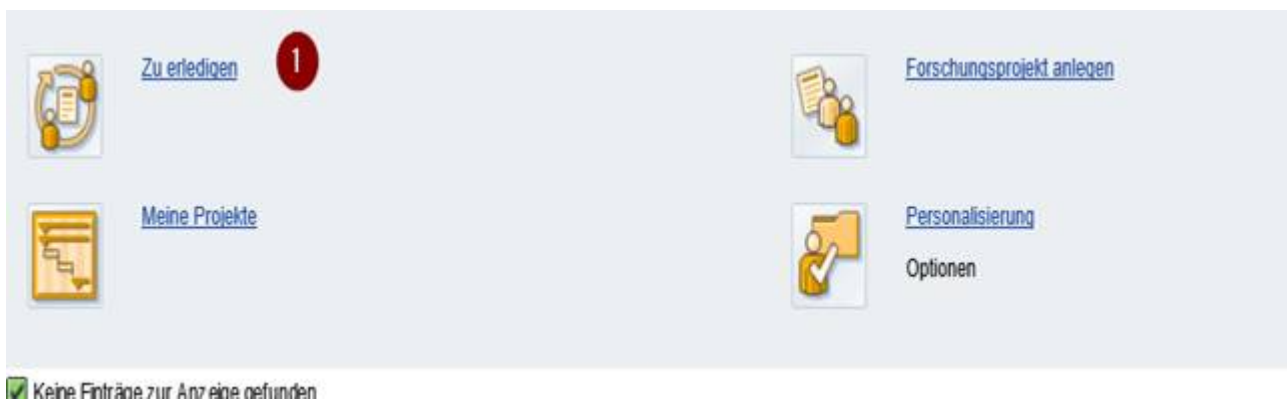 Zu erledigen
1
Forschungsprojekt anlegen
Meine Projekte
Personalisierung
Optionen
Keine Einträge zur Anzeige gefunden